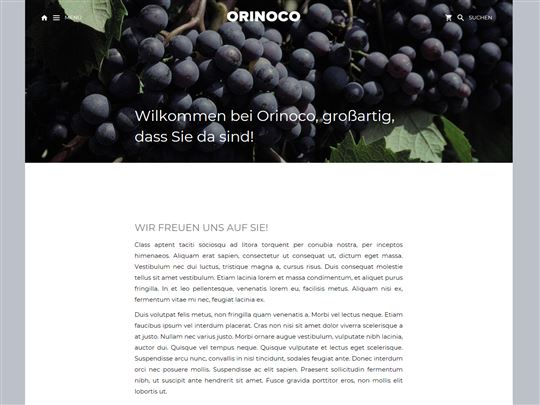 MENÜ
ORINOCO
SUCHEN
Wilkommen bei Orinoco, großartig,
dass Sie da sind!
WIR FREUEN UNS AUF SIE!
Class aptent taciti sociosqu ad litora torquent per conubia nostra, per inceptos
himenaeos. Aliquam erat sapien, consectetur ut consequat ut, dictum eget massa.
Vestibulum nec dui luctus, tristique magna a, cursus risus. Duis consequat molestie
tellus sit amet vestibulum. Etiam lacinia lorem et massa condimentum, et aliquet purus
fringilla. In et leo pellentesque, venenatis lorem eu, facilisis metus. Aliquam nisi ex,
fermentum vitae mi nec, feugiat lacinia ex.
Duis volutpat felis metus, non fringilla quam venenatis a. Morbi vel lectus neque. Etiam
faucibus ipsum vel interdum placerat. Cras non nisi sit amet dolor viverra scelerisque a
at justo. Nullam nec varius justo. Morbi ornare augue vestibulum, vulputate nibh lacinia,
auctor dui. Quisque vel tempus neque. Quisque vulputate et lectus eget scelerisque.
Suspendisse arcu nunc, convallis in nisl tincidunt, sodales feugiat ante. Donec interdum
orci nec posuere mollis. Suspendisse ac elit sapien. Praesent sollicitudin fermentum
nibh, ut suscipit ante hendrerit sit amet. Fusce gravida porttitor eros, non mollis elit
lobortis ut.